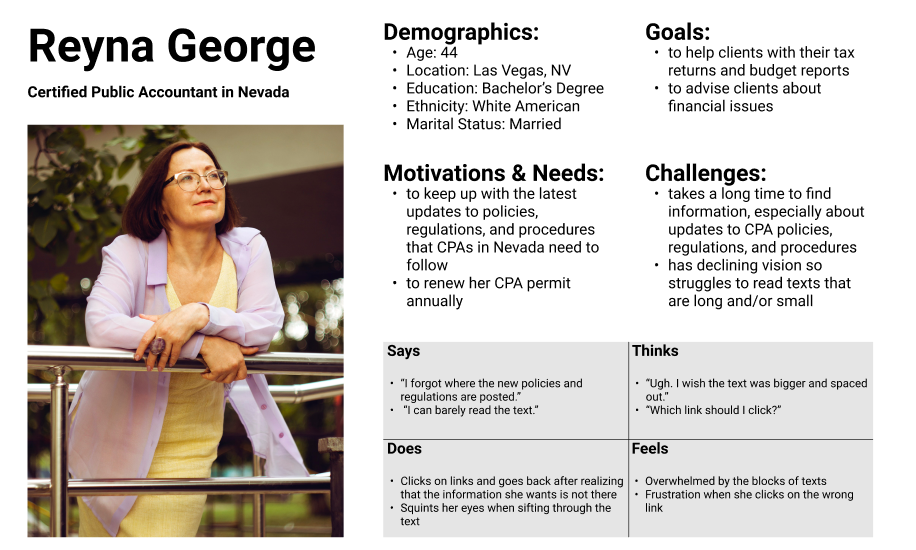 Reyna George
Certified Public Accountant in Nevada
Demographics:
• Age: 44
• Location: Las Vegas, NV
• Education: Bachelor’s Degree
• Ethnicity: White American
• Marital Status: Married
Goals:
• to help clients with their tax
returns and budget reports
• to advise clients about
financial issues
Motivations & Needs:
• to keep up with the latest
updates to policies,
regulations, and procedures
that CPAs in Nevada need to
follow
• to renew her CPA permit
annually
Challenges:
• takes a long time to find
information, especially about
updates to CPA policies,
regulations, and procedures
• has declining vision so
struggles to read texts that
are long and/or small
Says
• “I forgot where the new policies and
regulations are posted.”
• “I can barely read the text.”
Thinks
• “Ugh. I wish the text was bigger and spaced
out.”
• “Which link should I click?”
Does
• Clicks on links and goes back after realizing
that the information she wants is not there
• Squints her eyes when sifting through the
text
Feels
• Overwhelmed by the blocks of texts
• Frustration when she clicks on the wrong
link